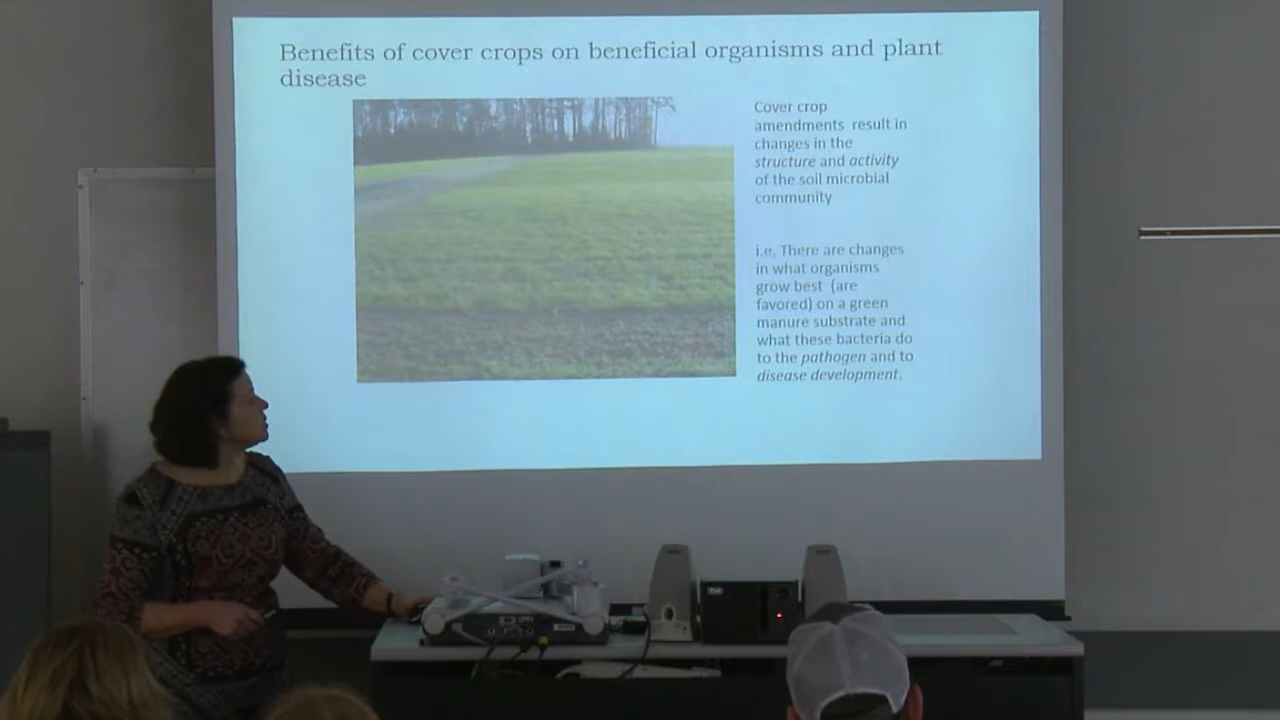 Benefits of cover crops on beneficial organisms and plant
disease
Cover crop
amendments result in
changes in the
structure and activity
of the soil microbial
community
i.e. There are changes
in what organisms
grow best (are
favored) on a green
manure substrate and
what these bacteria do
to the pathogen and to
disease development.